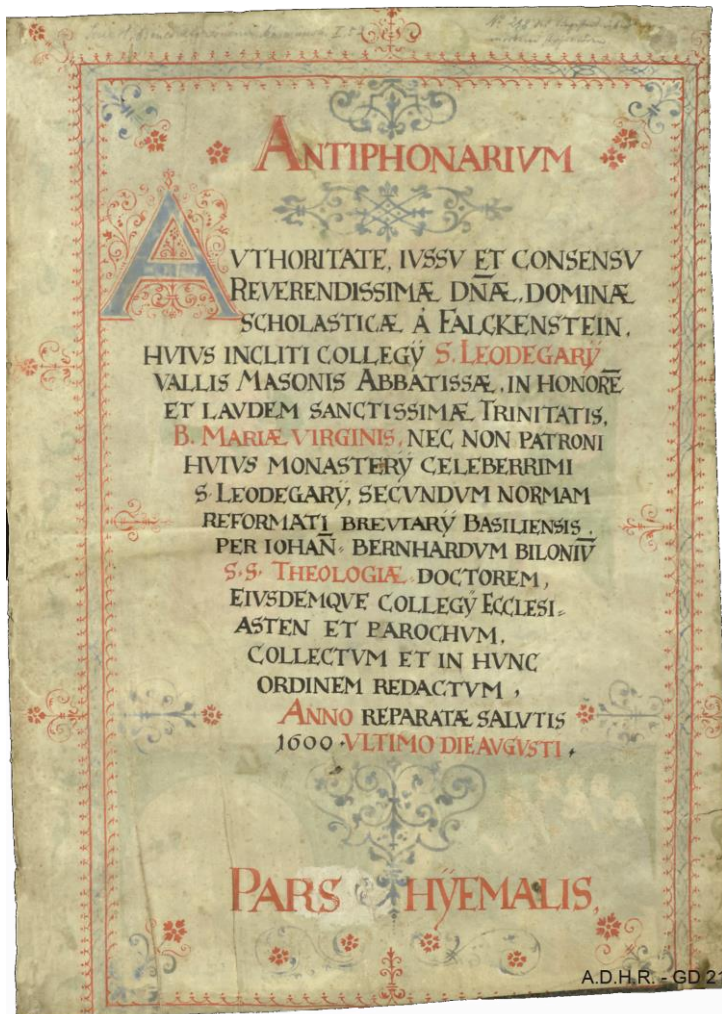 ANTIPHONARIVM
AVTHORITATE, IVSSV ET CONSENSV
REVERENDISSIMÆ DN̄Æ, DOMINÆ
SCHOLASTICÆ Á FALCKENSTEIN,
HVIVS INCLITI COLLEGÿ S. LEODEGARÿ
VALLIS MASONIS ABBATISSÆ, IN HONORĒ
ET LAVDEM SANCTISSIMÆ TRINITATIS,
B. MARIÆ VIRGINIS, NEC NON PATRONI
HVIVS MONASTERÿ CELEBERRIMI
S. LEODEGARÿ, SECVNDVM NORMAM
REFORMATI BREVIARÿ BASILIENSIS,
PER IOHAN̄. BERNHARDVM BILONIV̄
S.S. THEOLOGIÆ DOCTOREM,
EIVSDEMQVE COLLEGÿ ECCLESI=
ASTEN ET PAROCHVM,
COLLECTVM ET IN HVNC
ORDINEM REDACTVM,
ANNO REPARATÆ SALVTIS
1600. VLTIMO DIE AVGVSTI.
PARS HÿEMALIS,
A.D.H.R. - GD 21